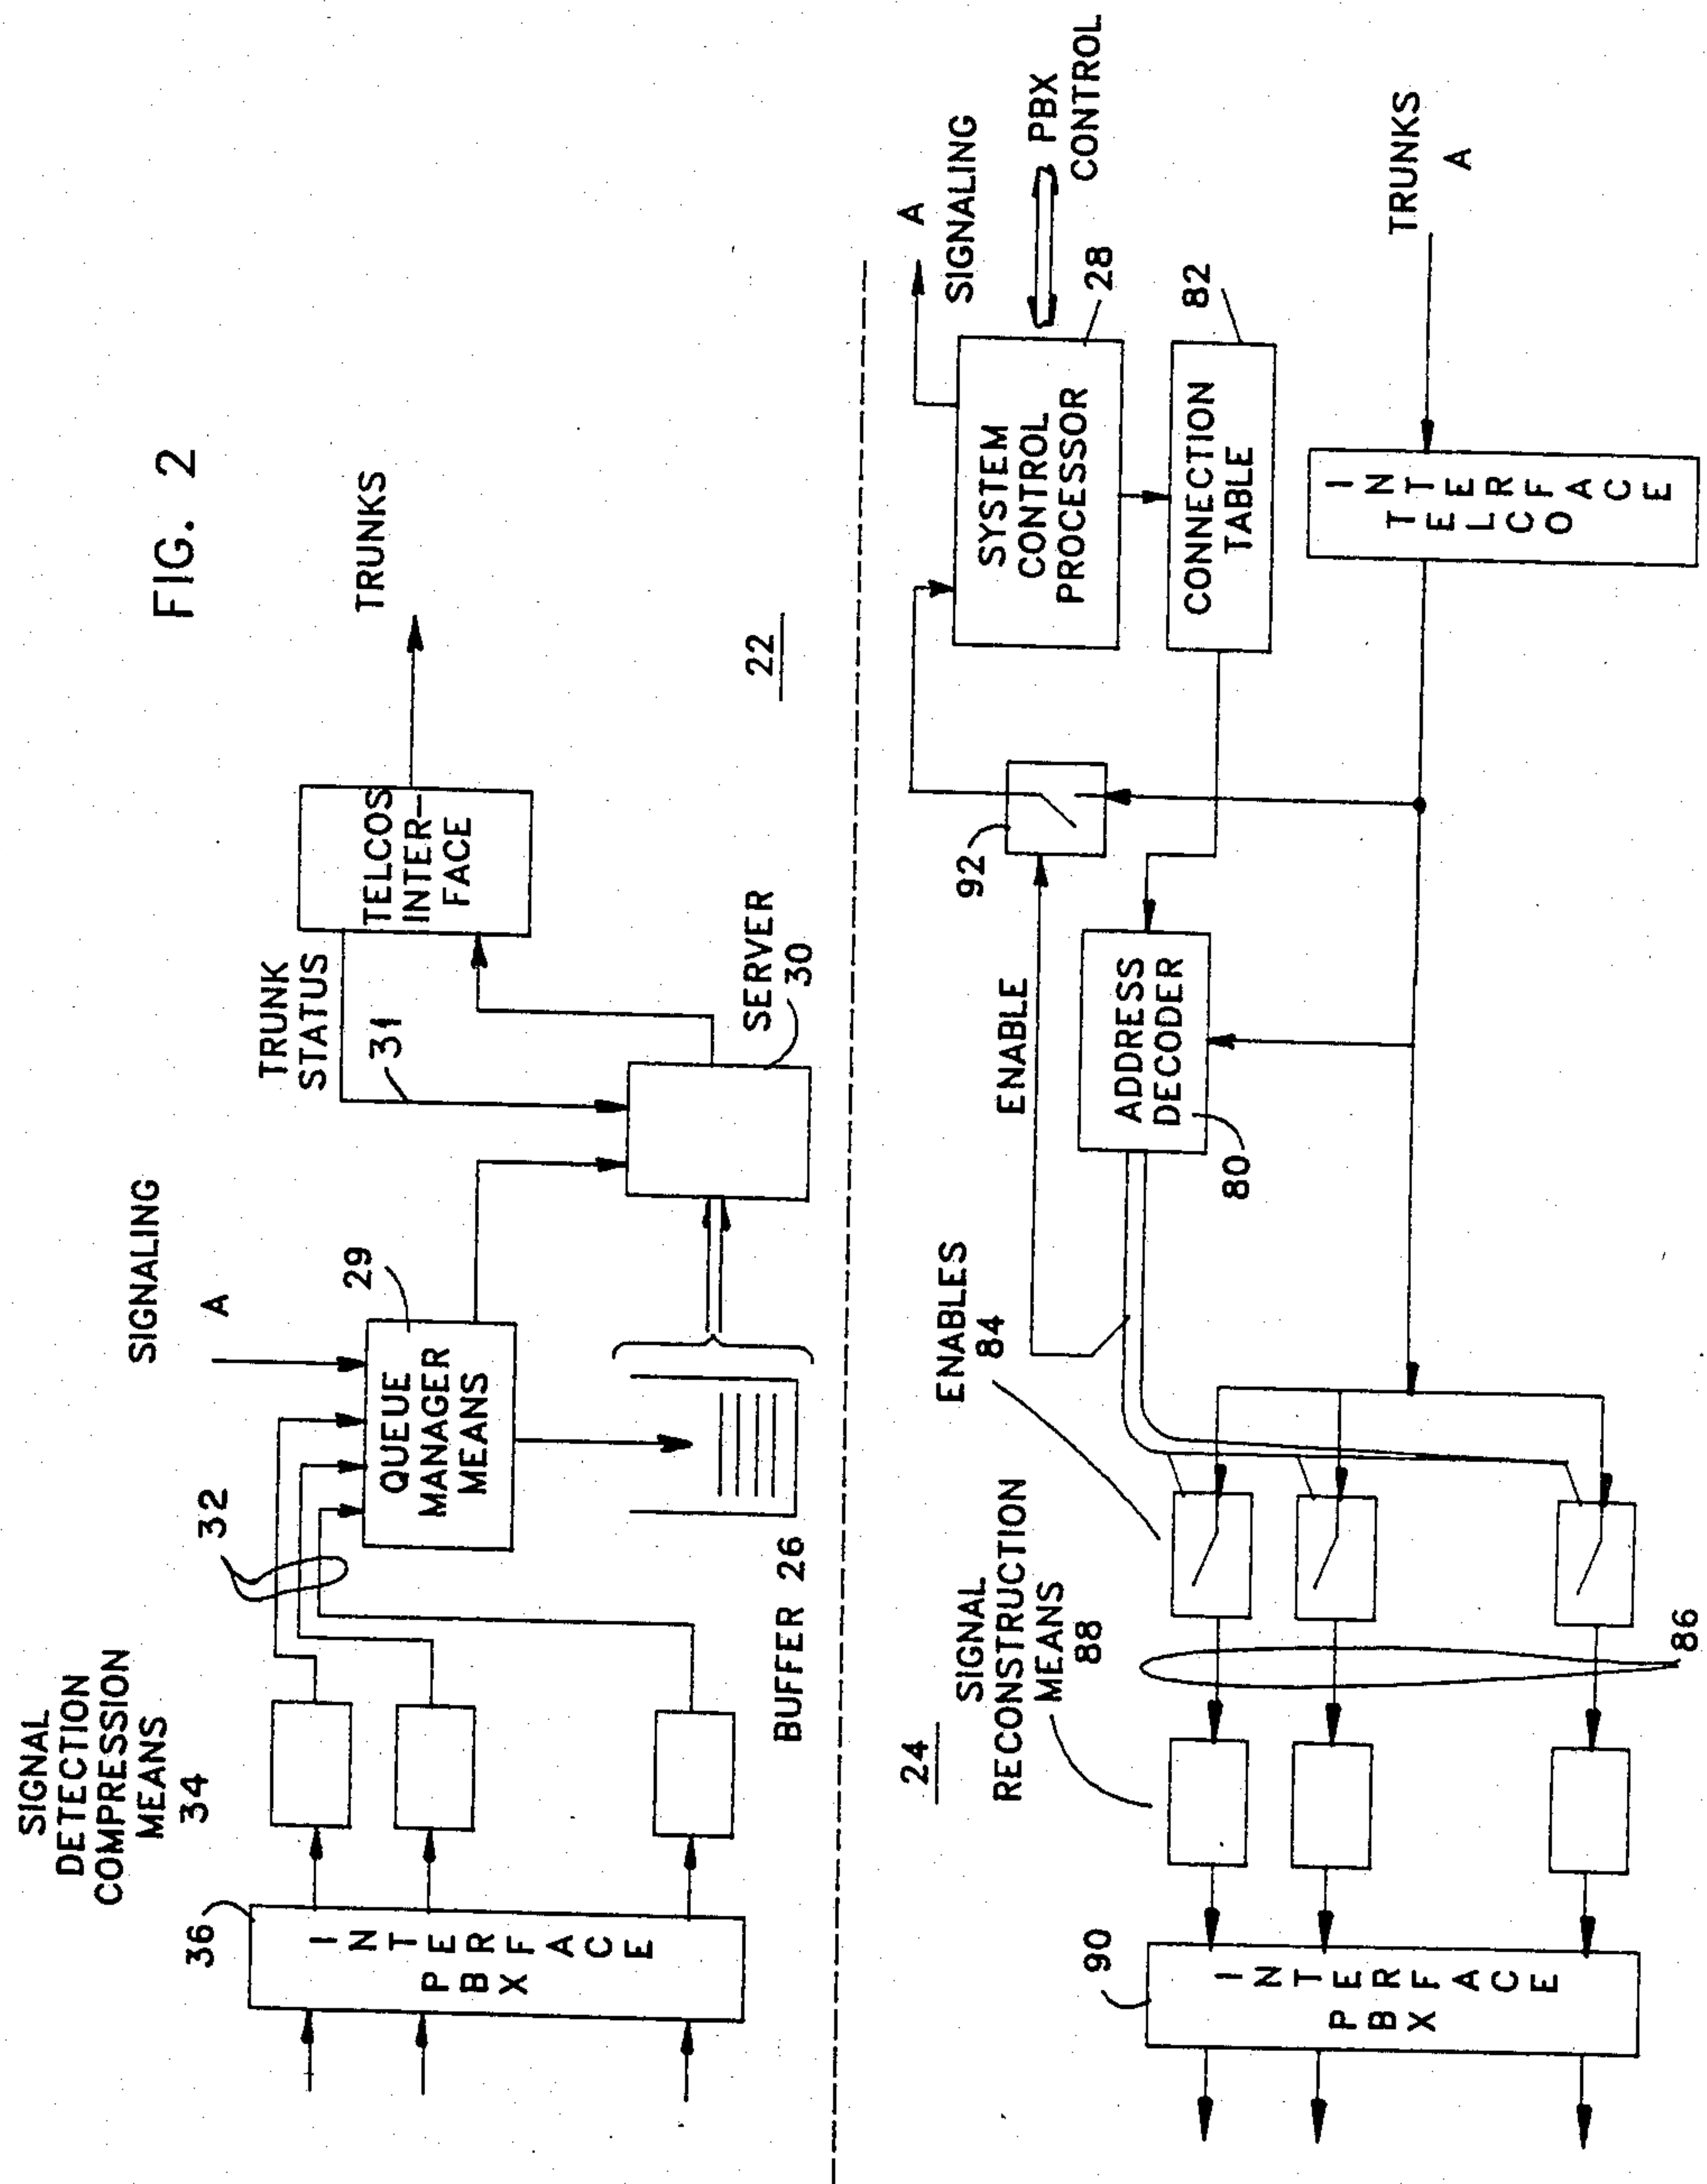 FIG. 2
SIGNAL
DETECTION
COMPRESSION
MEANS
34
36
INTERFACE
PBX
32
SIGNALING
A
29
QUEUE
MANAGER
MEANS
BUFFER 26
TRUNK
STATUS
31
SERVER
30
TELCOS
INTER-
FACE
TRUNKS
22
24
SIGNAL
RECONSTRUCTION
MEANS
88
90
INTERFACE
PBX
86
ENABLES
84
ENABLE
ADDRESS
DECODER
80
92
A
SIGNALING
SYSTEM
CONTROL
PROCESSOR
28
PBX
CONTROL
CONNECTION
TABLE
82
INTERFACE
TELCO
TRUNKS
A